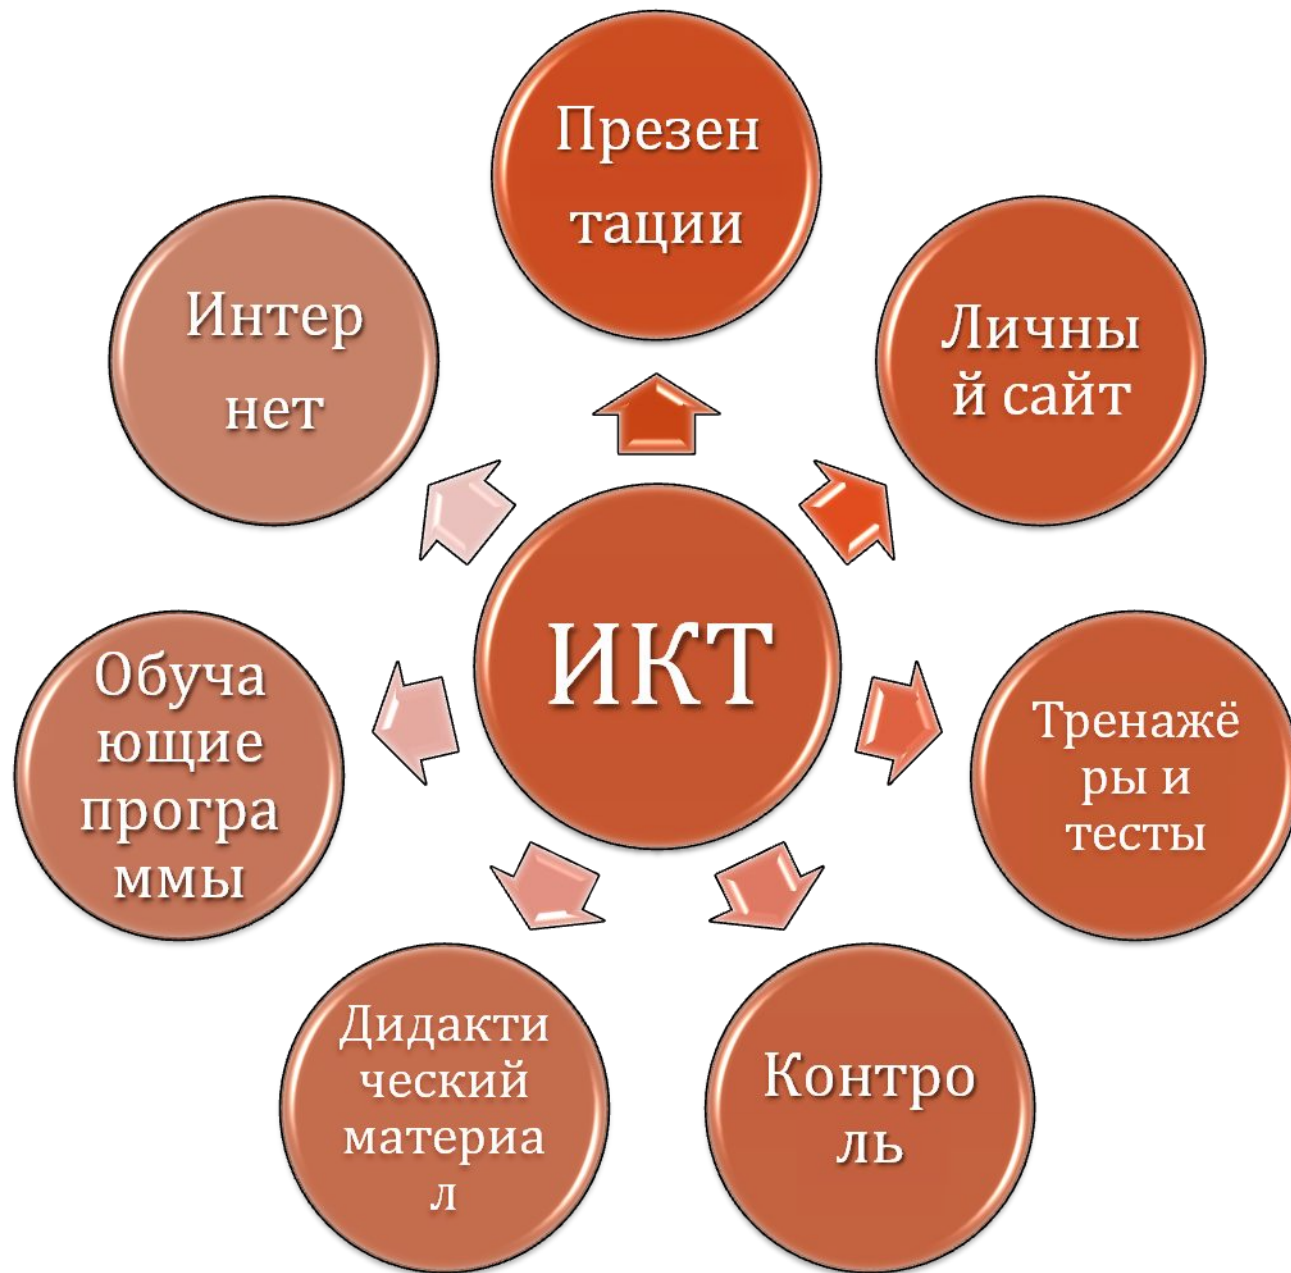 Презен
тации
Личны
й сайт
Тренажё
ры и
тесты
Контро
ль
Дидакти
ческий
материа
л
Обуча
ющие
програ
ммы
Интер
нет
ИКТ